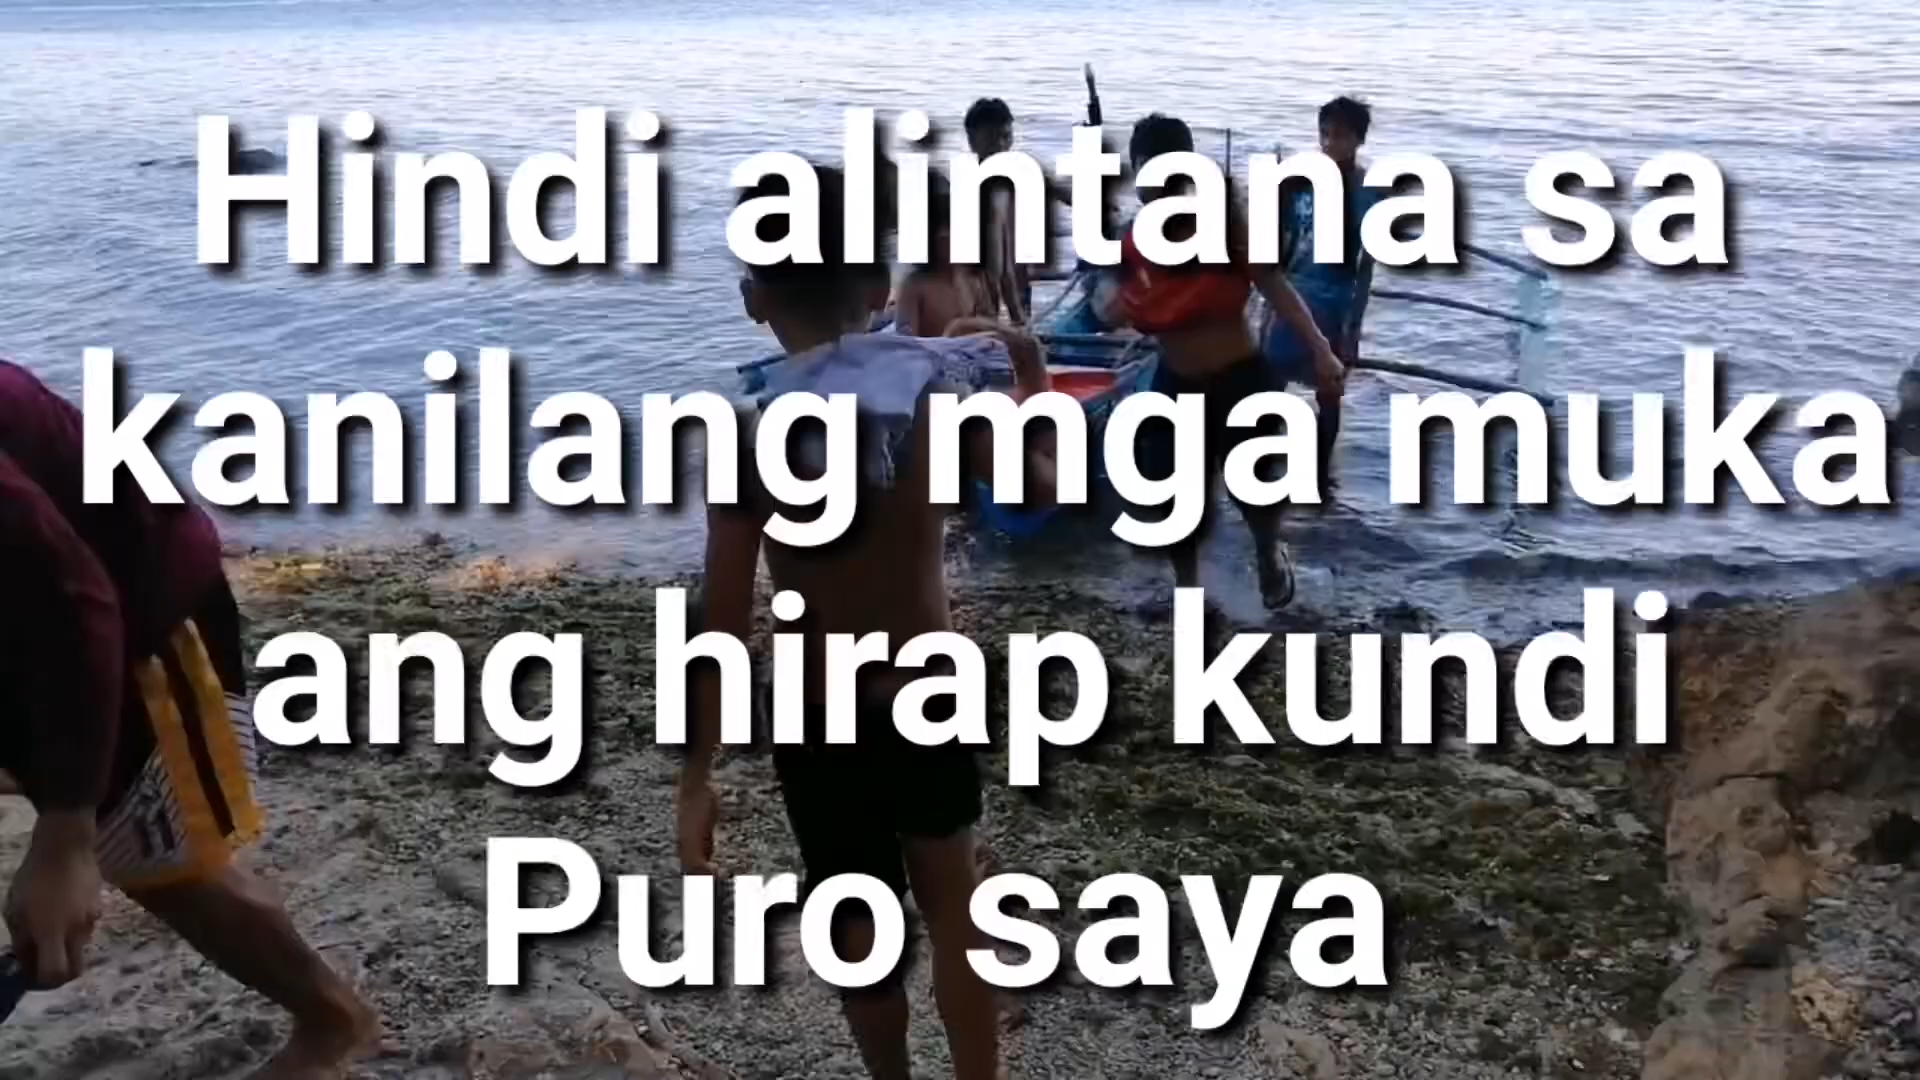 Hindi alintana sa
kanilang mga muka
ang hirap kundi
Puro saya